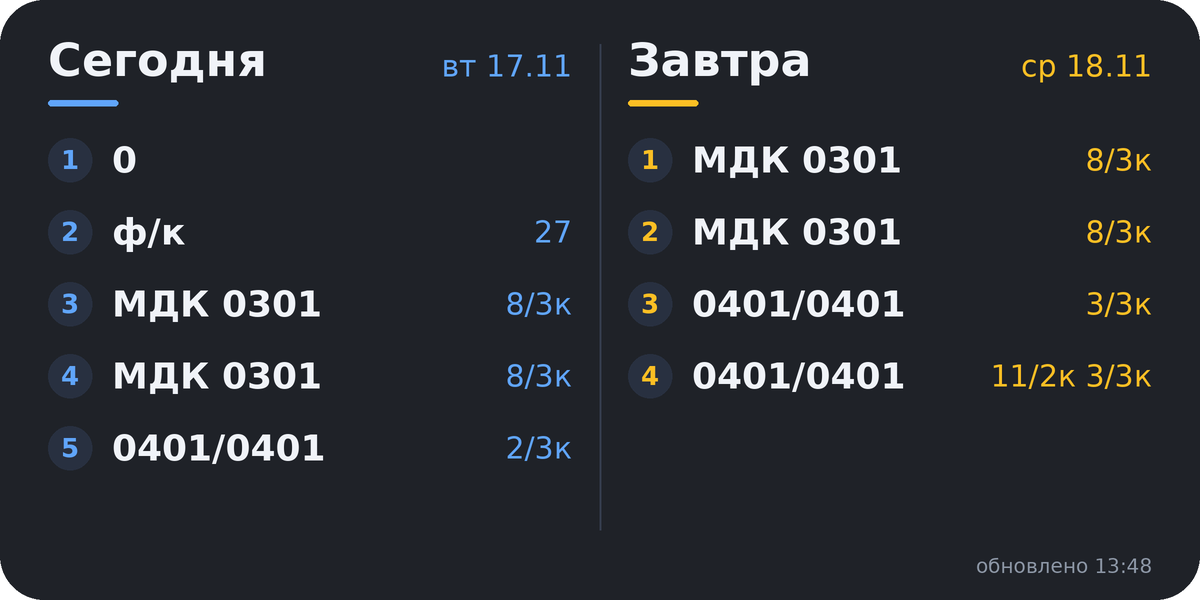 Сегодня вт 17.11
1 0
2 ф/к 27
3 МДК 0301 8/3к
4 МДК 0301 8/3к
5 0401/0401 2/3к
Завтра ср 18.11
1 МДК 0301 8/3к
2 МДК 0301 8/3к
3 0401/0401 3/3к
4 0401/0401 11/2к 3/3к
обновлено 13:48